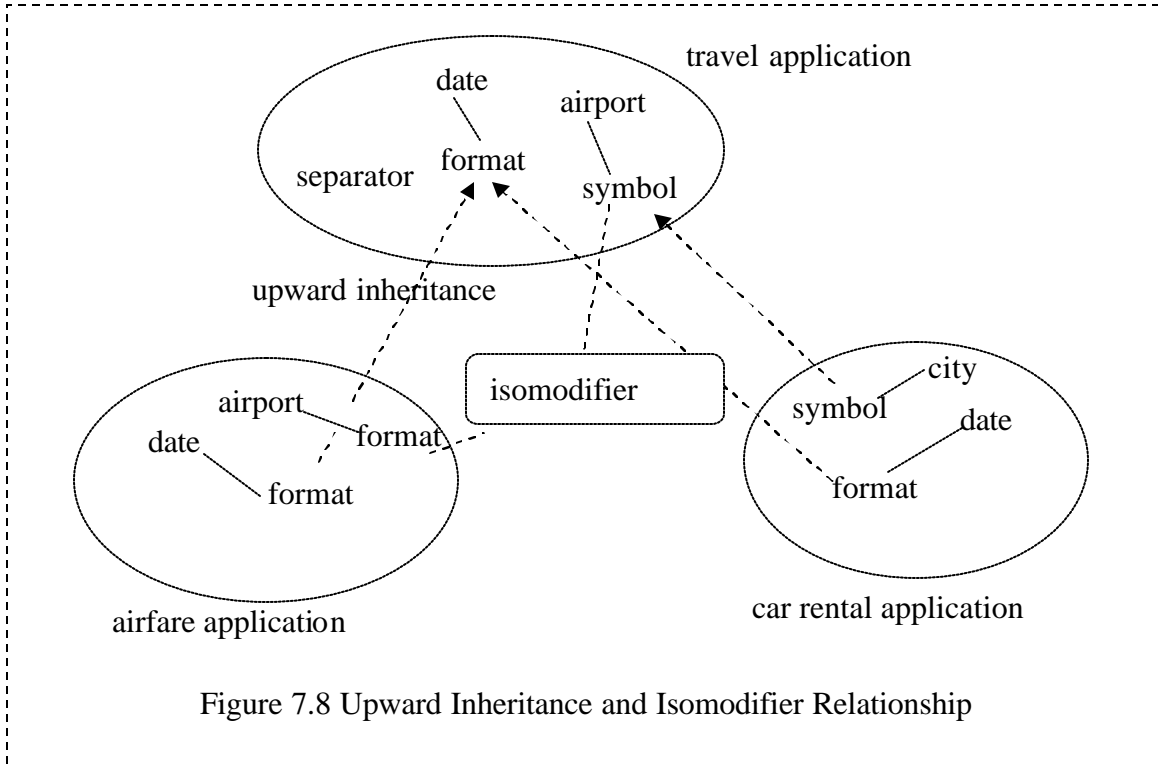 travel application
date
airport
format
separator
symbol
upward inheritance
isomodifier
city
airport
symbol
date
format
date
format
format
car rental application
airfare application
Figure 7.8 Upward Inheritance and Isomodifier Relationship